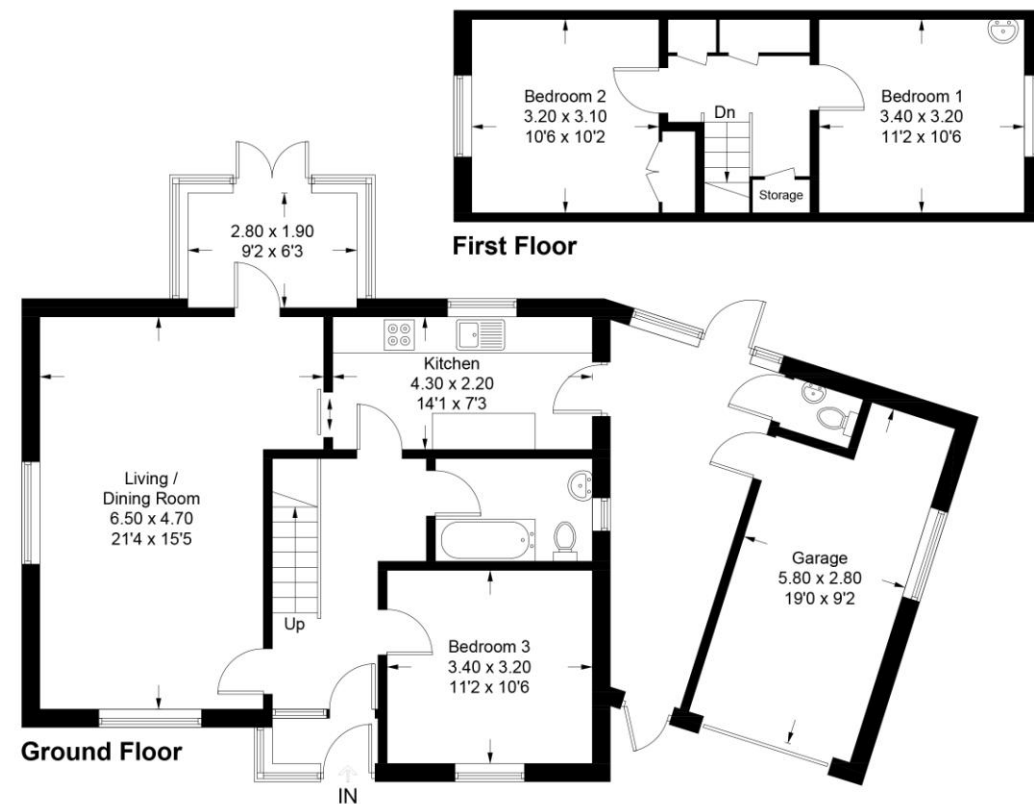 Bedroom 2
3.20 x 3.10
10'6 x 10'2
Dn
Storage
Bedroom 1
3.40 x 3.20
11'2 x 10'6
First Floor
2.80 x 1.90
9'2 x 6'3
Kitchen
4.30 x 2.20
14'1 x 7'3
Living /
Dining Room
6.50 x 4.70
21'4 x 15'5
Up
Bedroom 3
3.40 x 3.20
11'2 x 10'6
Garage
5.80 x 2.80
19'0 x 9'2
Ground Floor
IN